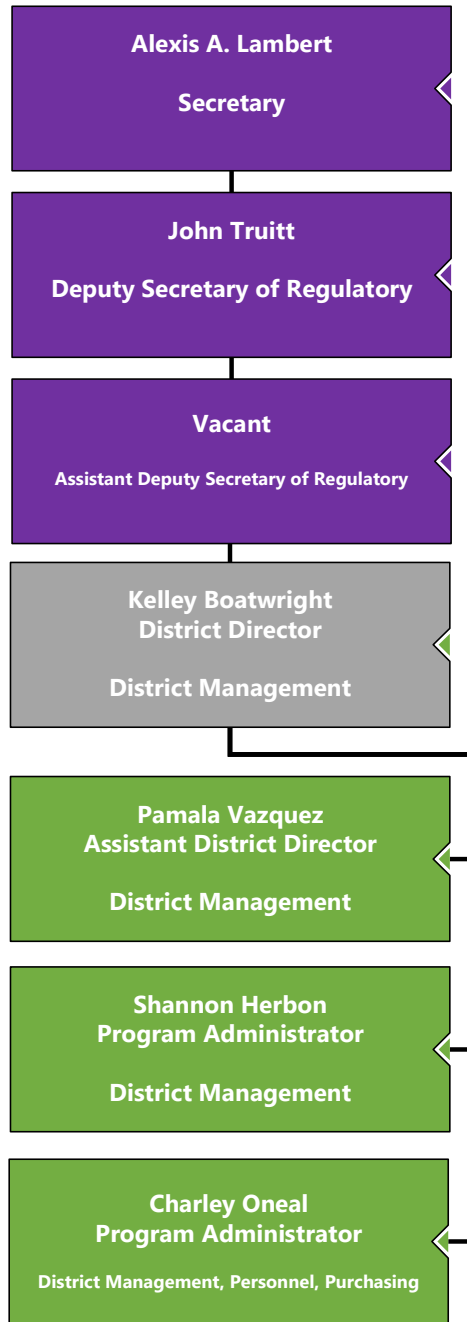 Alexis A. Lambert
Secretary
John Truitt
Deputy Secretary of Regulatory
Vacant
Assistant Deputy Secretary of Regulatory
Kelley Boatwright
District Director
District Management
Pamala Vazquez
Assistant District Director
District Management
Shannon Herbon
Program Administrator
District Management
Charley Oneal
Program Administrator
District Management, Personnel, Purchasing